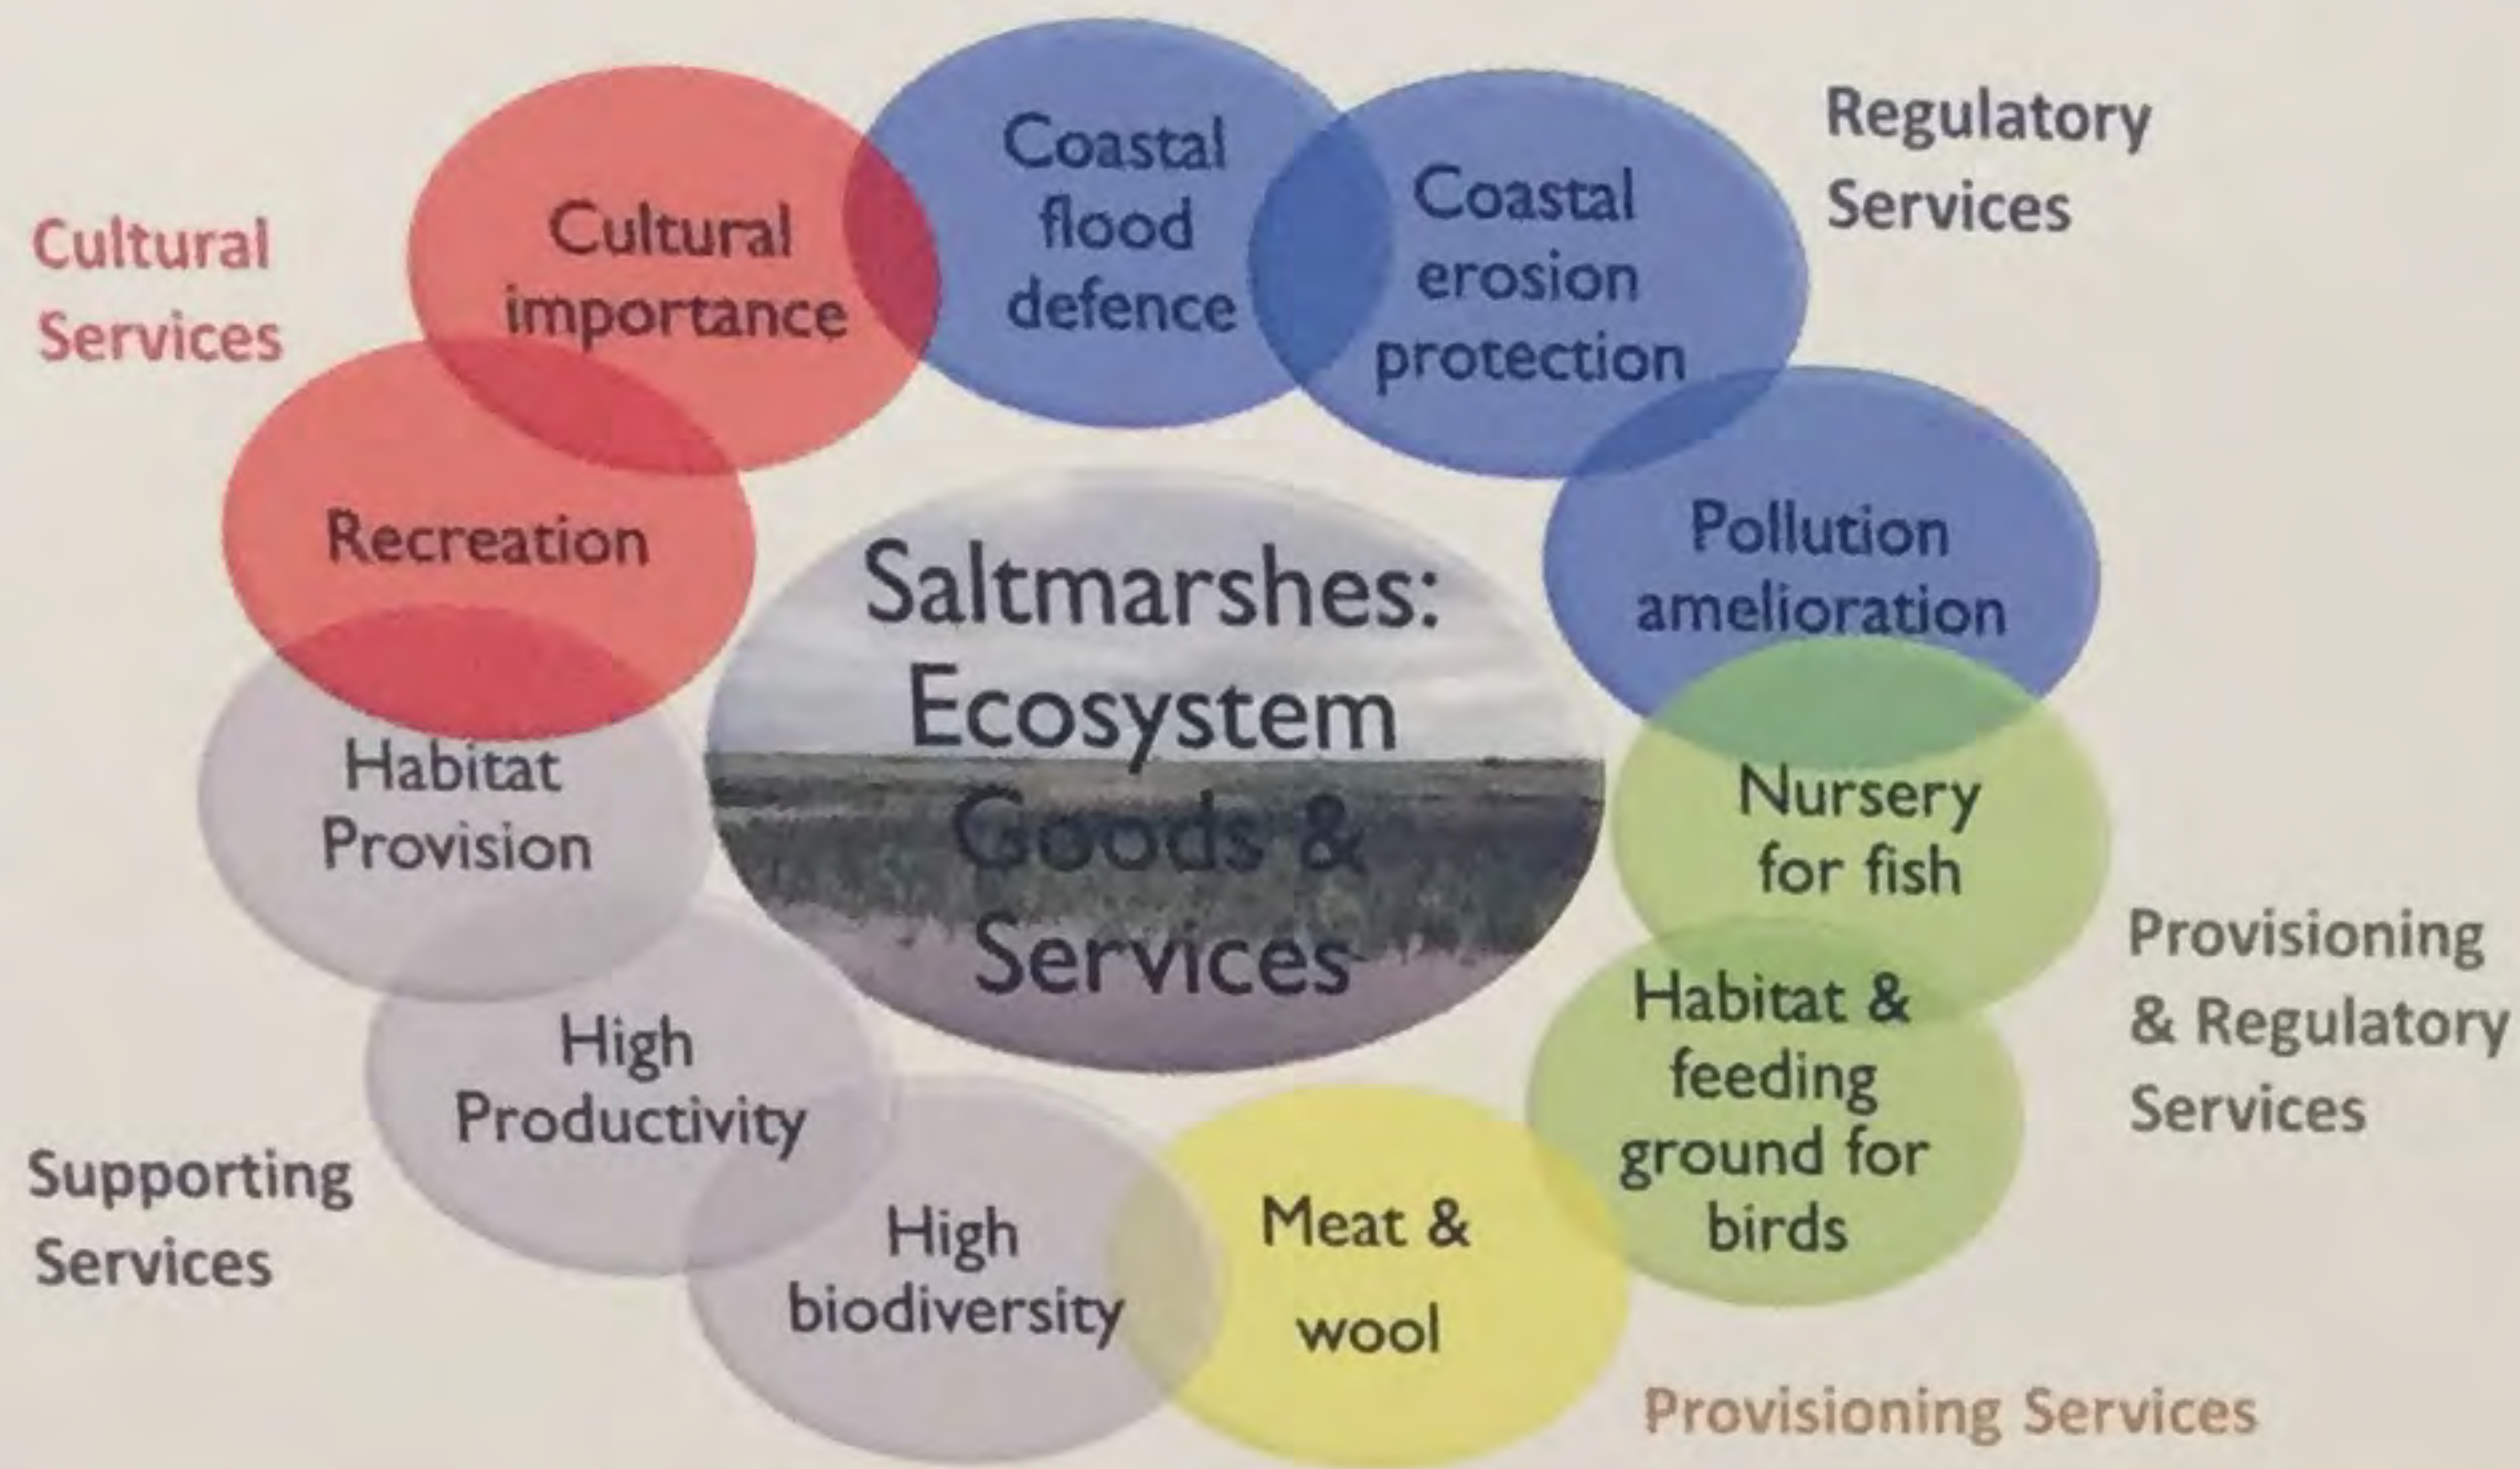 Cultural
Services
Cultural
importance
Coastal
flood
defence
Coastal
erosion
protection
Regulatory
Services
Recreation
Pollution
amelioration
Saltmarshes:
Ecosystem
Goods &
Services
Habitat
Provision
Nursery
for fish
Provisioning
& Regulatory
Services
High
Productivity
Habitat &
feeding
ground for
birds
Supporting
Services
High
biodiversity
Meat &
wool
Provisioning Services